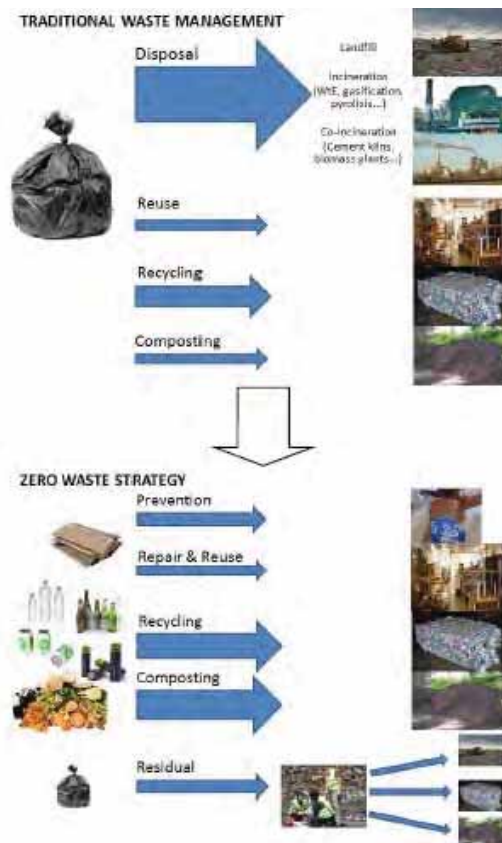 TRADITIONAL WASTE MANAGEMENT
Disposal
Landfill
Incineration
(WtE, gasification,
pyrolisis...)
Co-incineration
(Cement kilns,
biomass plants...)
Reuse
Recycling
Composting
ZERO WASTE STRATEGY
Prevention
Repair & Reuse
Recycling
Composting
Residual